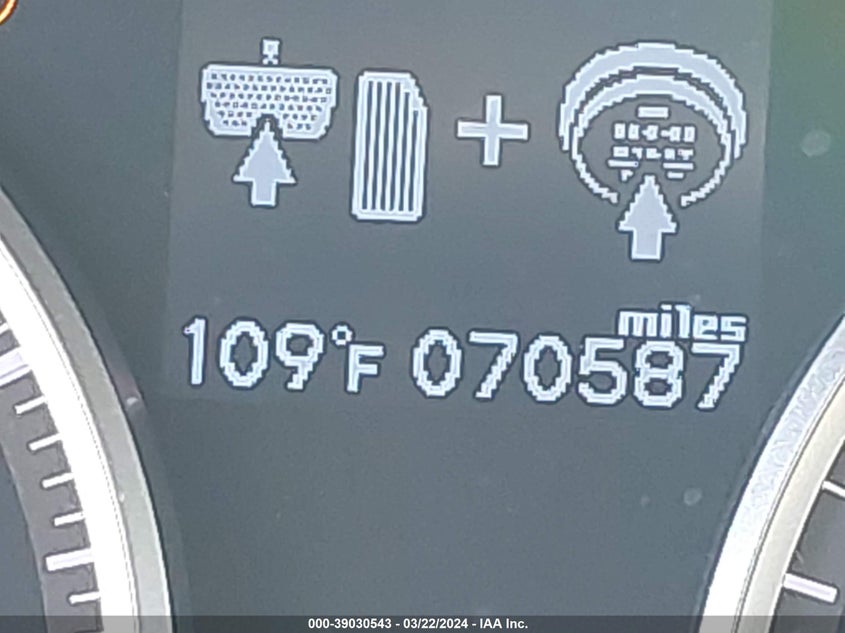 miles
109°F 070587
000-39030543 - 03/22/2024 - IAA Inc.